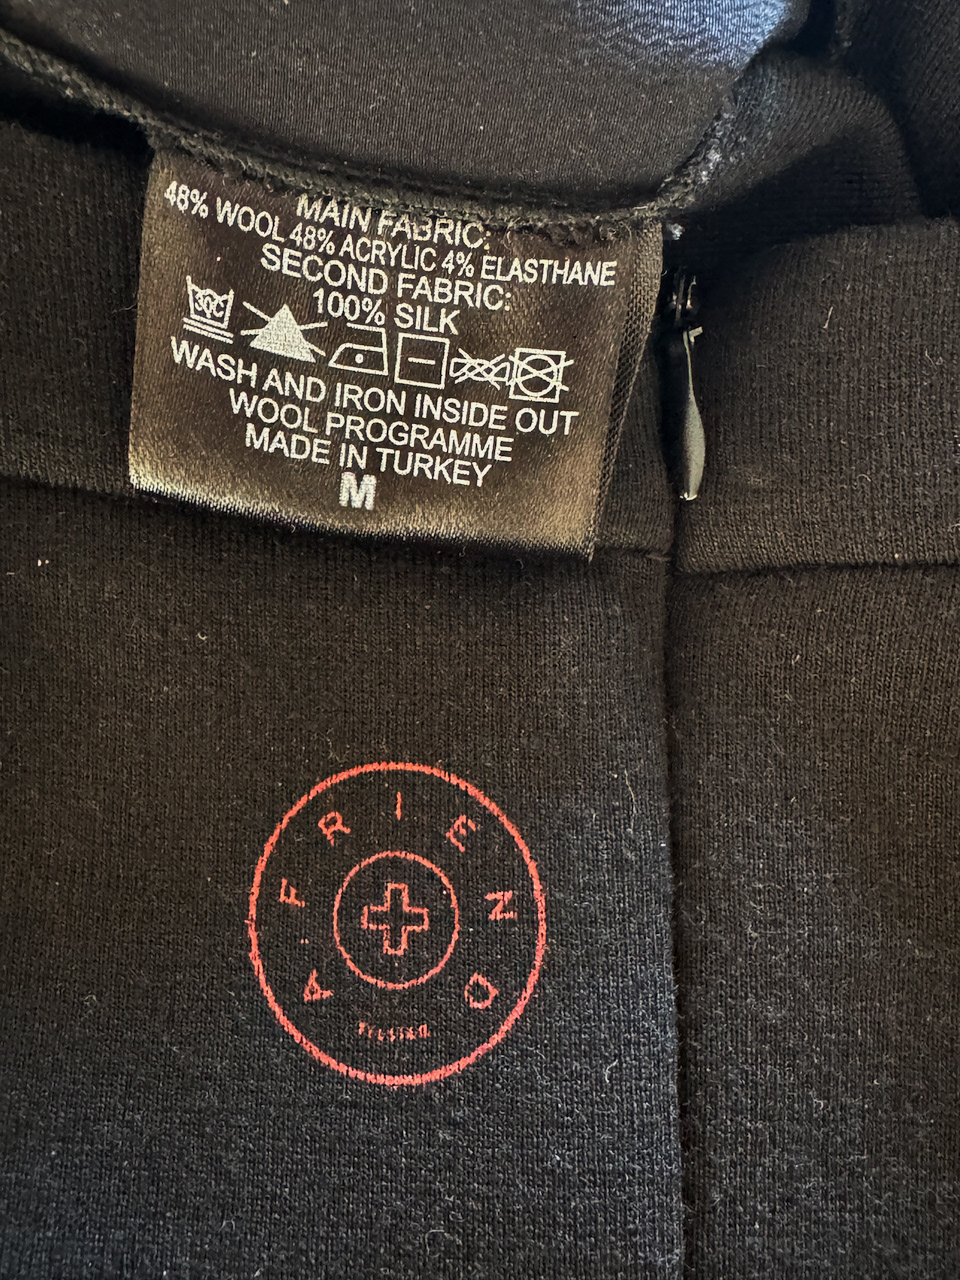 MAIN FABRIC:
48% WOOL 48% ACRYLIC 4% ELASTHANE
SECOND FABRIC:
100% SILK
30C
WASH AND IRON INSIDE OUT
WOOL PROGRAMME
MADE IN TURKEY
M
A FRIEND